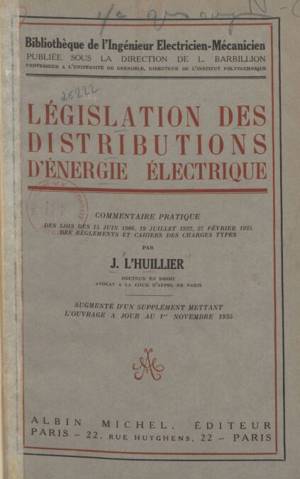 Bibliothèque de l'Ingénieur Electricien-Mécanicien
PUBLIÉE SOUS LA DIRECTION DE L. BARBILLION
PROFESSEUR A L'UNIVERSITÉ DE GRENOBLE, DIRECTEUR DE L'INSTITUT POLYTECHNIQUE
25222
LÉGISLATION DES
DISTRIBUTIONS
D'ÉNERGIE ÉLECTRIQUE
COMMENTAIRE PRATIQUE
DES LOIS DES 15 JUIN 1906, 19 JUILLET 1922, 27 FÉVRIER 1925
DES RÈGLEMENTS ET CAHIERS DES CHARGES TYPES
PAR
J. L'HUILLIER
DOCTEUR EN DROIT
AVOCAT A LA COUR D'APPEL DE PARIS
AUGMENTÉ D'UN SUPPLÉMENT METTANT
L'OUVRAGE A JOUR AU 1er NOVEMBRE 1935
ALBIN MICHEL, ÉDITEUR
PARIS - 22, RUE HUYGHENS, 22 - PARIS